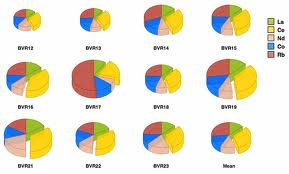 La
Ce
Nd
Co
Rb
BVR12 BVR13 BVR14 BVR15
BVR16 BVR17 BVR18 BVR19
BVR21 BVR22 BVR23 Mean